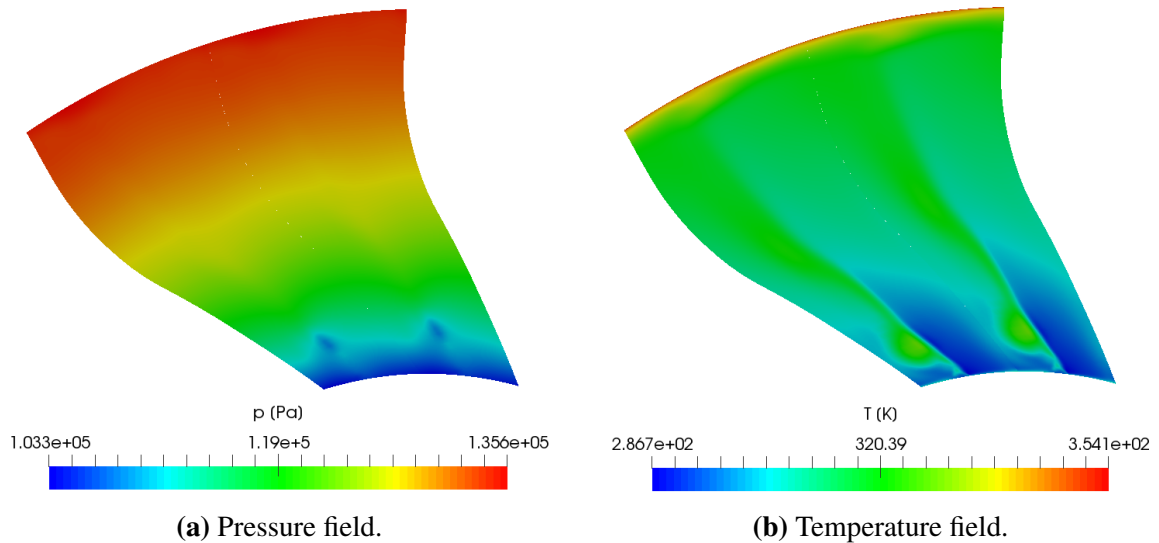 p (Pa)
1.033e+05 1.19e+5 1.356e+05
(a) Pressure field.
T (K)
2.867e+02 320.39 3.541e+02
(b) Temperature field.